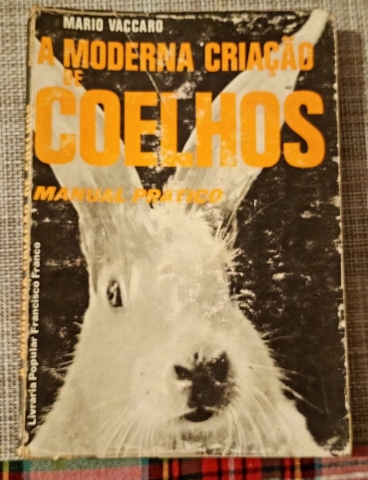 MARIO VACCARO
A MODERNA CRIAÇÃO
DE
COELHOS
MANUAL PRÁTICO
Livraria Popular Francisco Franco